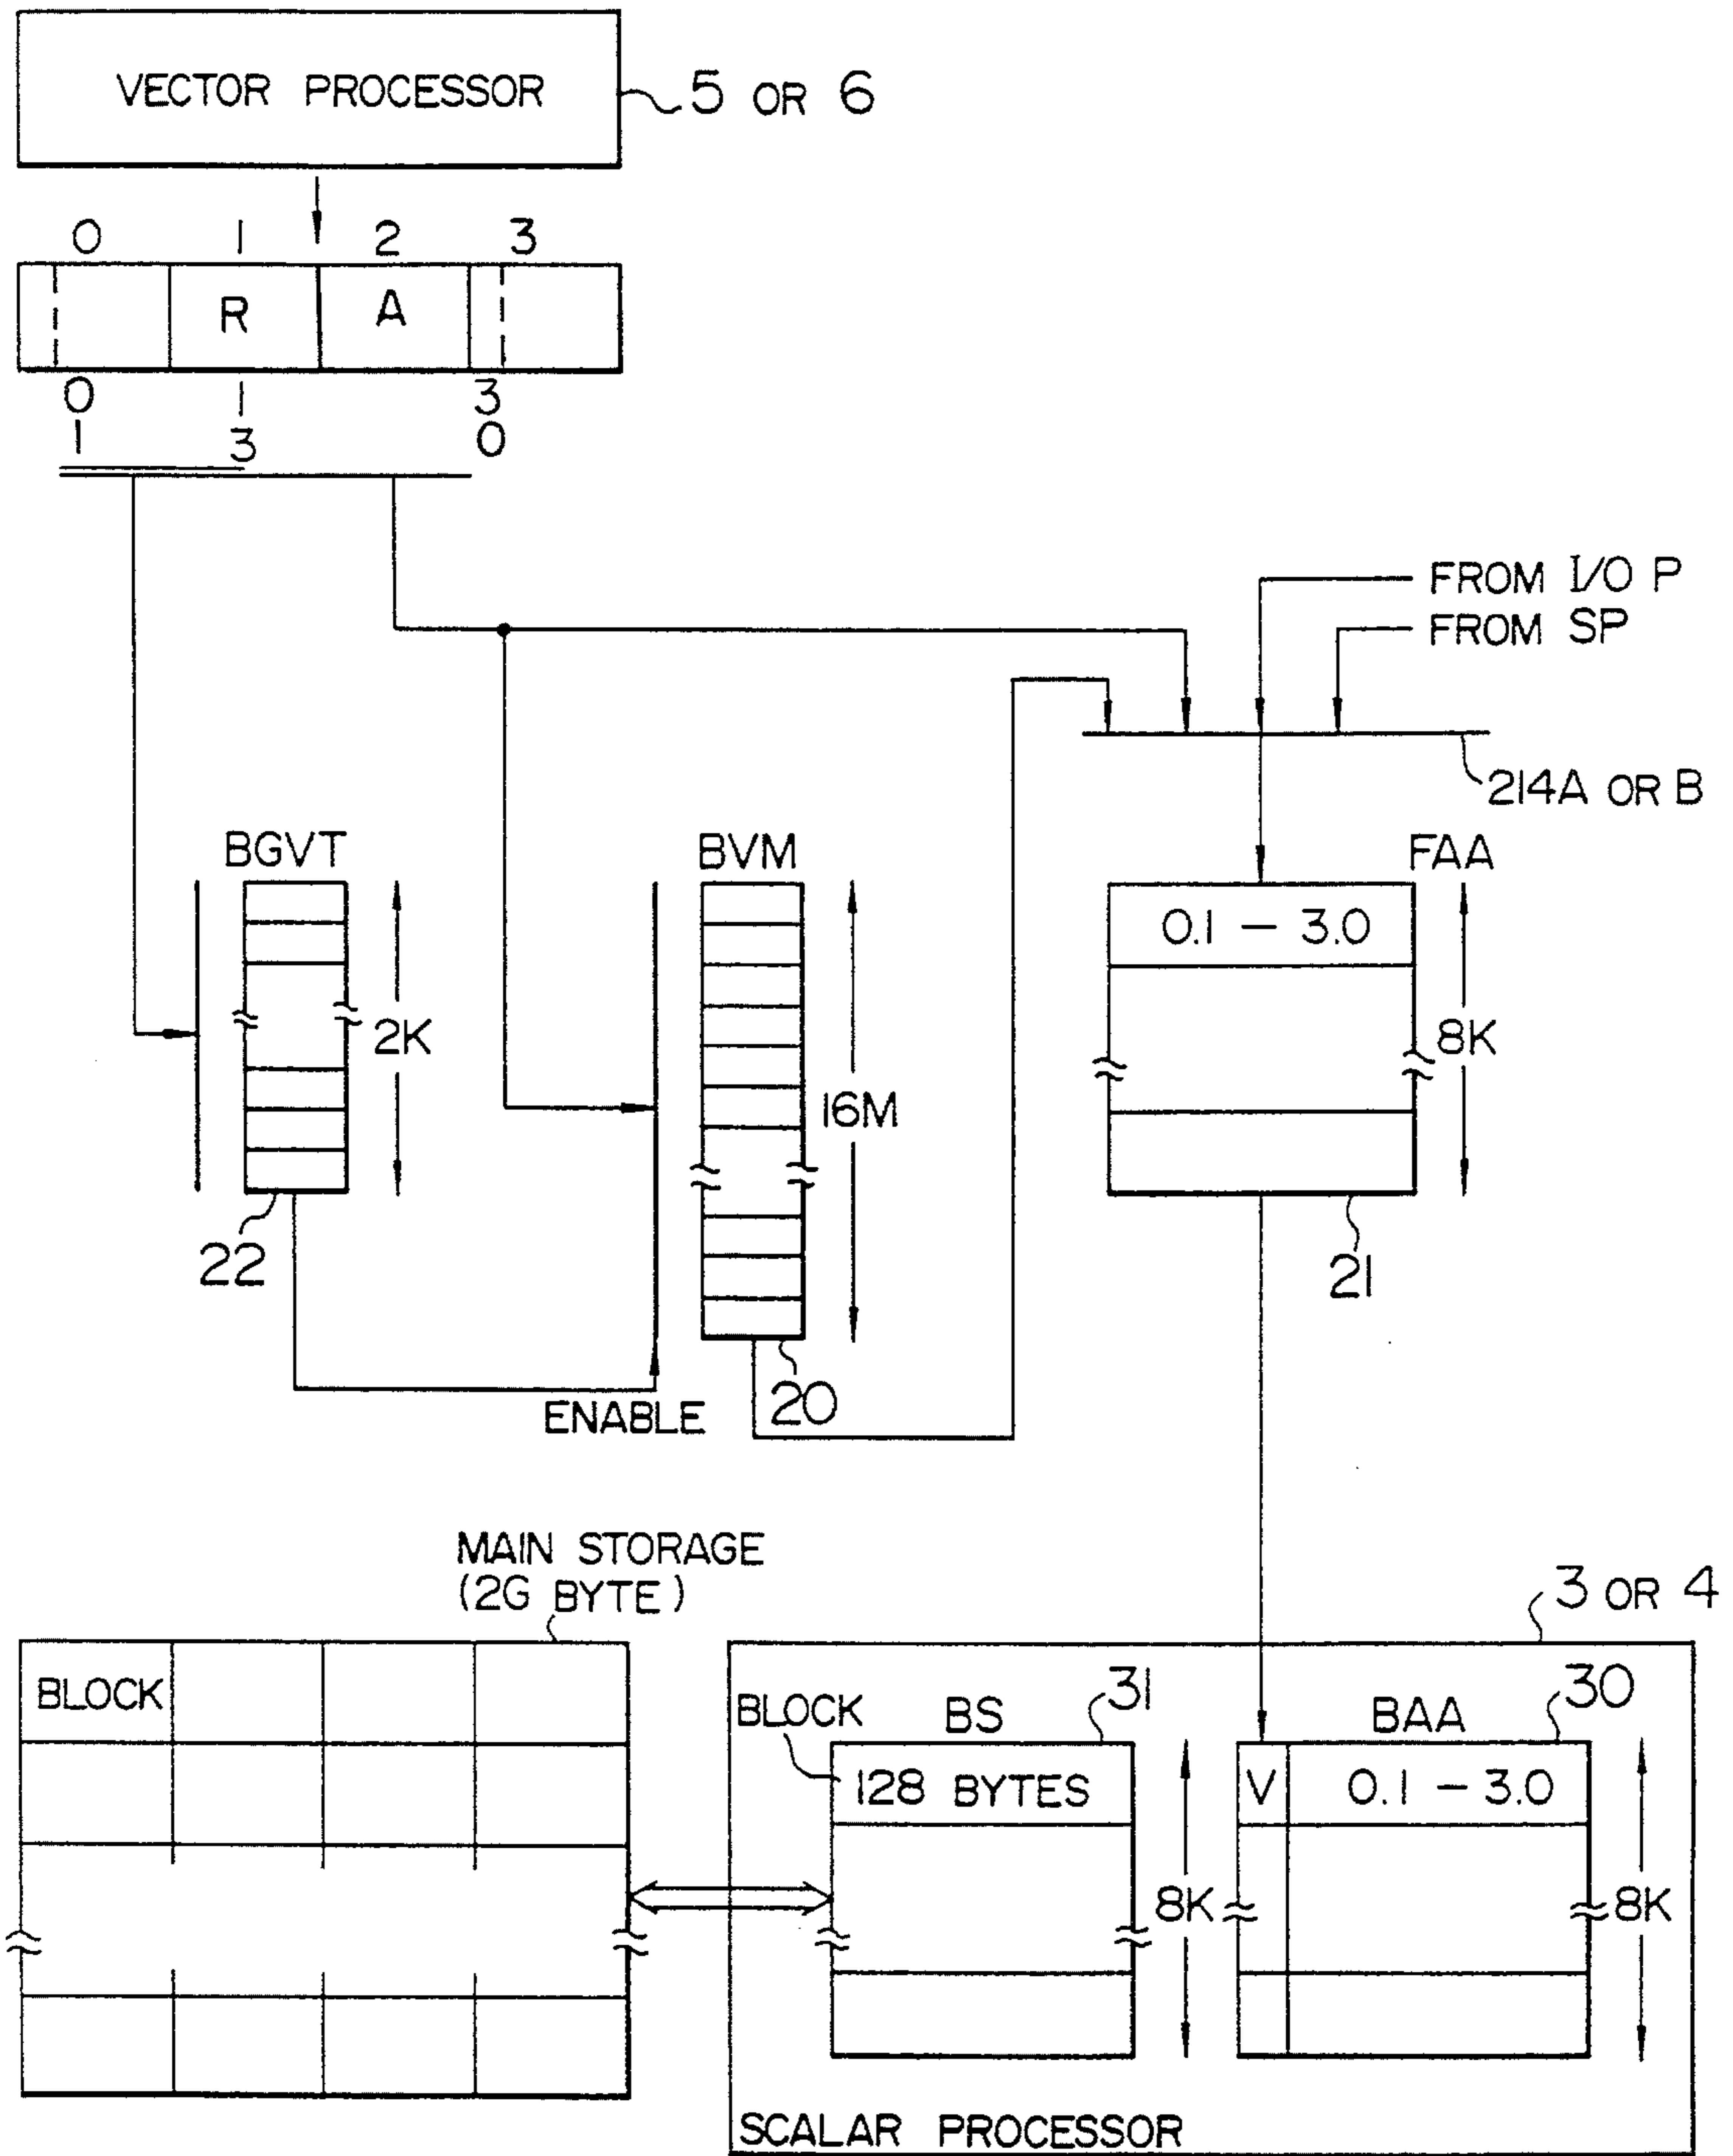 VECTOR PROCESSOR
5 OR 6
0 1 2 3
R A
0 1 3
1 3 0
FROM I/O P
FROM SP
214A OR B
BGVT
BVM
FAA
0.1 - 3.0
2K
8K
16M
22
21
20
ENABLE
MAIN STORAGE
(2G BYTE)
3 OR 4
BLOCK
BLOCK
BS
31
BAA
30
128 BYTES
V
0.1 - 3.0
8K
8K
SCALAR PROCESSOR